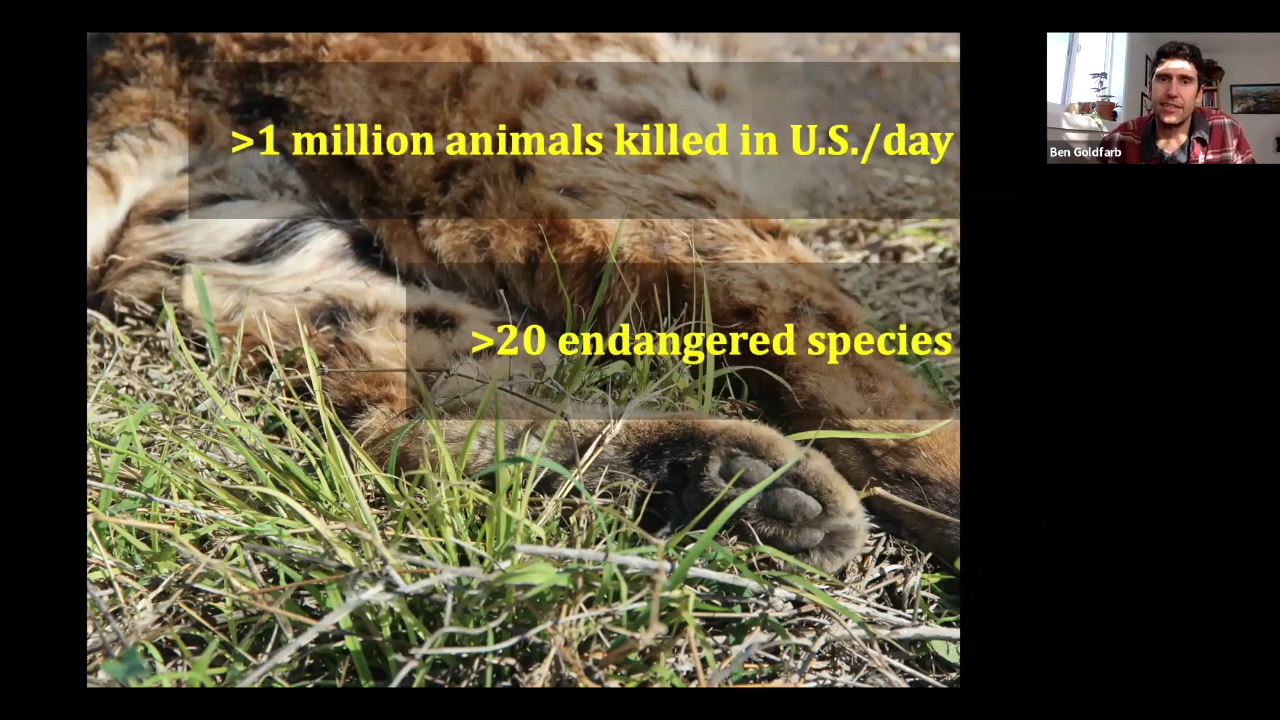 >1 million animals killed in U.S./day
>20 endangered species
Ben Goldfarb